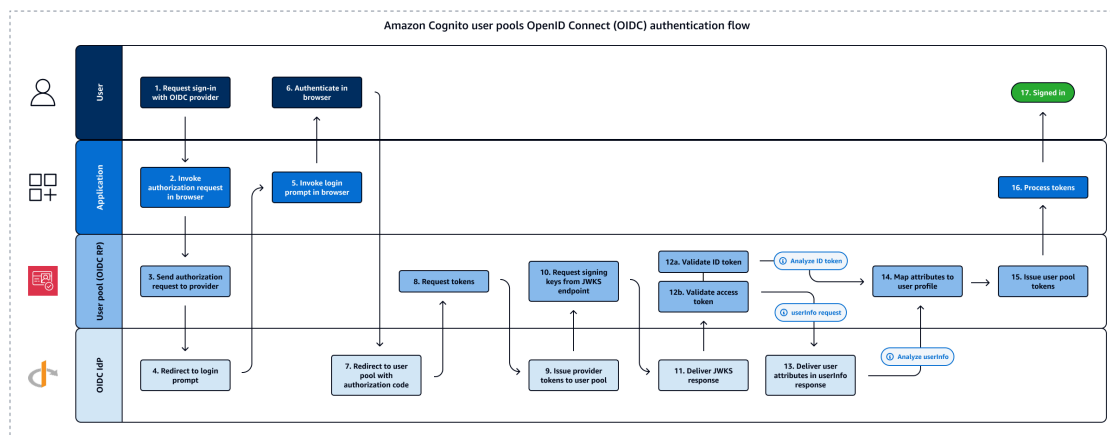 Amazon Cognito user pools OpenID Connect (OIDC) authentication flow
User
1. Request sign-in
with OIDC provider
6. Authenticate in
browser
17. Signed in
Application
2. Invoke
authorization request
in browser
5. Invoke login
prompt in browser
16. Process tokens
User pool (OIDC RP)
3. Send authorization
request to provider
8. Request tokens
10. Request signing
keys from JWKS
endpoint
12a. Validate ID token
12b. Validate access
token
Analyze ID token
userInfo request
14. Map attributes to
user profile
15. Issue user pool
tokens
OIDC IdP
4. Redirect to login
prompt
7. Redirect to user
pool with
authorization code
9. Issue provider
tokens to user pool
11. Deliver JWKS
response
13. Deliver user
attributes in userInfo
response
Analyze userInfo